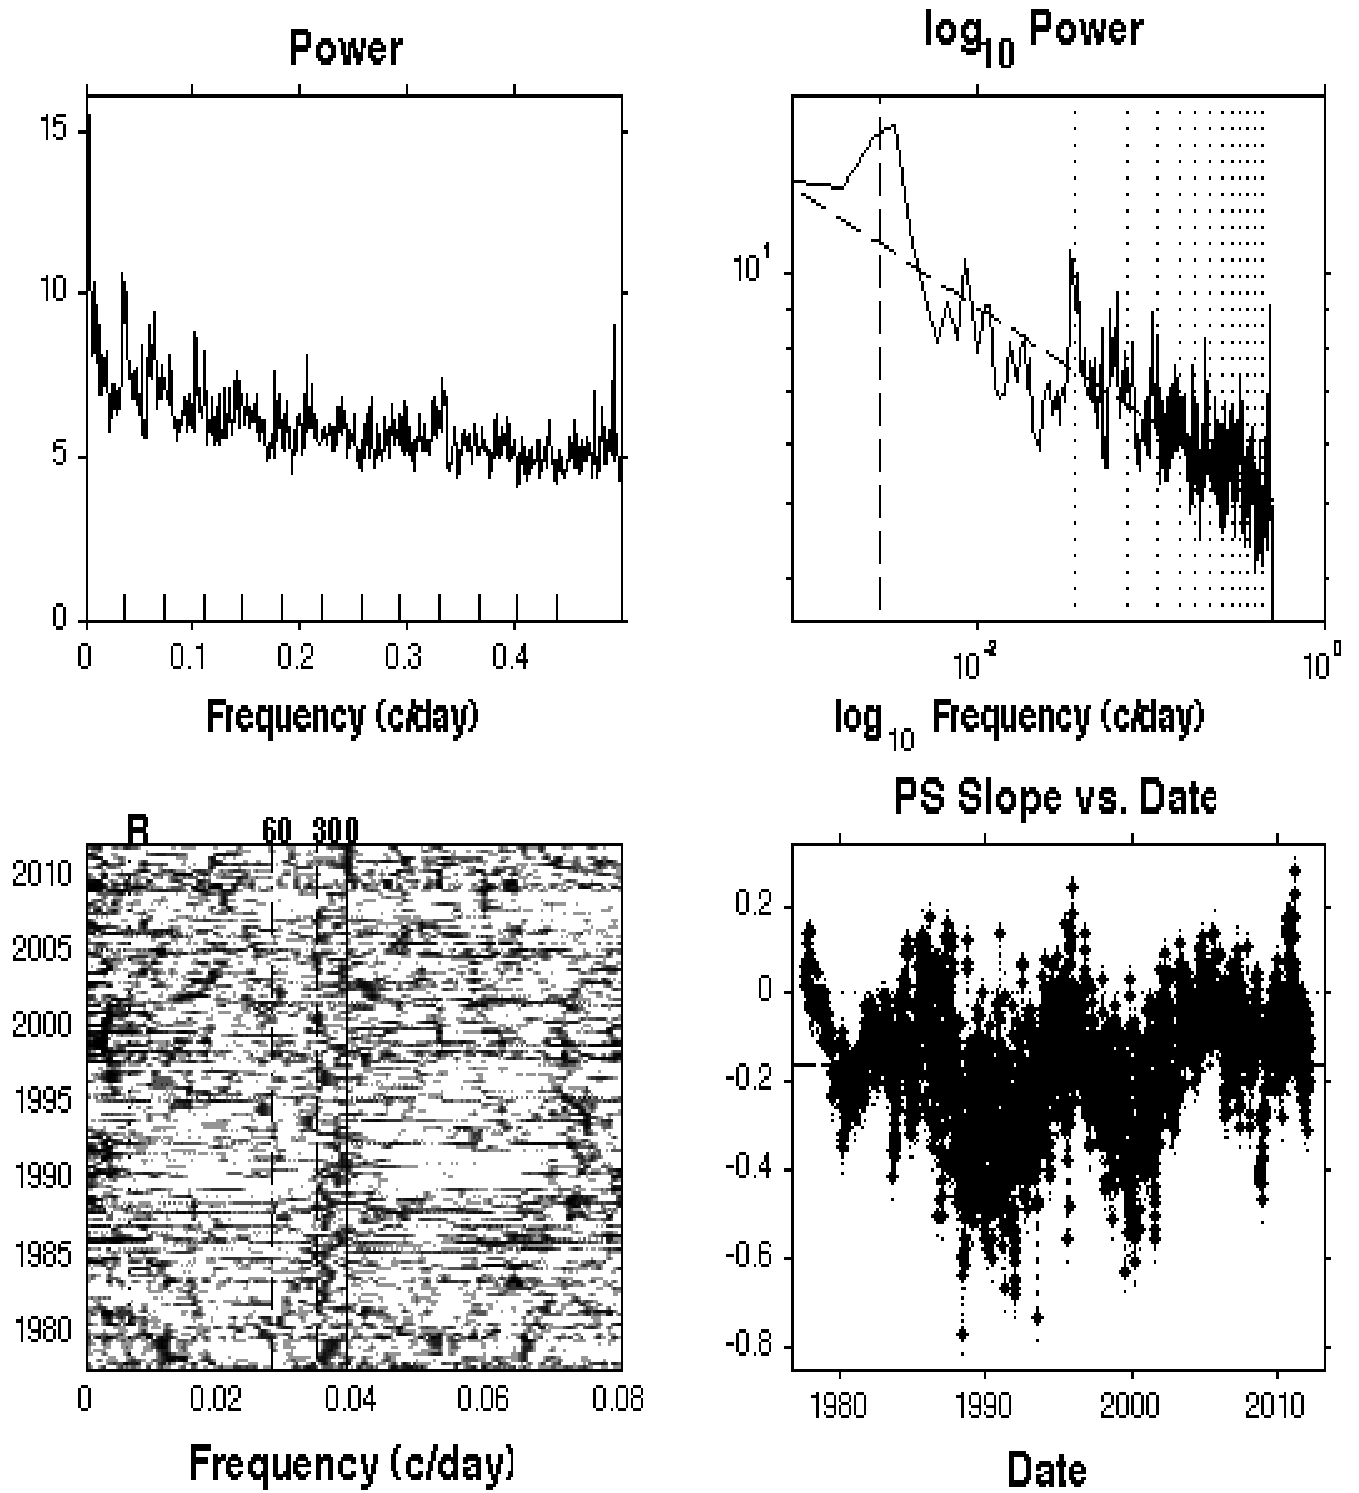 Power
log10 Power
15
10
5
0
0 0.1 0.2 0.3 0.4
Frequency (c/day)
10^1
10^-2 10^0
log10 Frequency (c/day)
R 60 300
2010
2005
2000
1995
1990
1985
1980
0 0.02 0.04 0.06 0.08
Frequency (c/day)
PS Slope vs. Date
0.2
0
-0.2
-0.4
-0.6
-0.8
1980 1990 2000 2010
Date